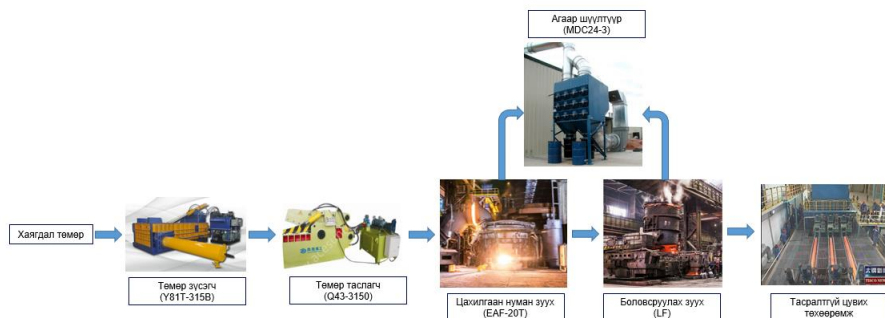 Агаар шүүлтүүр
(MDC24-3)
Хаягдал төмөр
Төмөр зүсэгч
(Y81T-315B)
Төмөр таслагч
(Q43-3150)
Цахилгаан нуман зуух
(EAF-20T)
Боловсруулах зуух
(LF)
Тасралтгүй цувих
төхөөрөмж